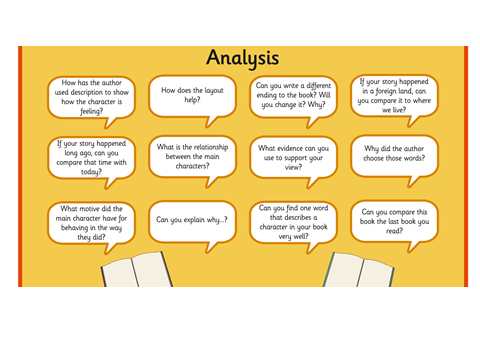 Analysis
How has the author
used description to show
how the character is
feeling?
How does the layout
help?
Can you write a different
ending to the book? Will
you change it? Why?
If your story happened
in a foreign land, can
you compare it to where
we live?
If your story happened
long ago, can you
compare that time with
today?
What is the relationship
between the main
characters?
What evidence can you
use to support your
view?
Why did the author
choose those words?
What motive did the
main character have for
behaving in the way
they did?
Can you explain why...?
Can you find one word
that describes a
character in your book
very well?
Can you compare this
book the last book you
read?